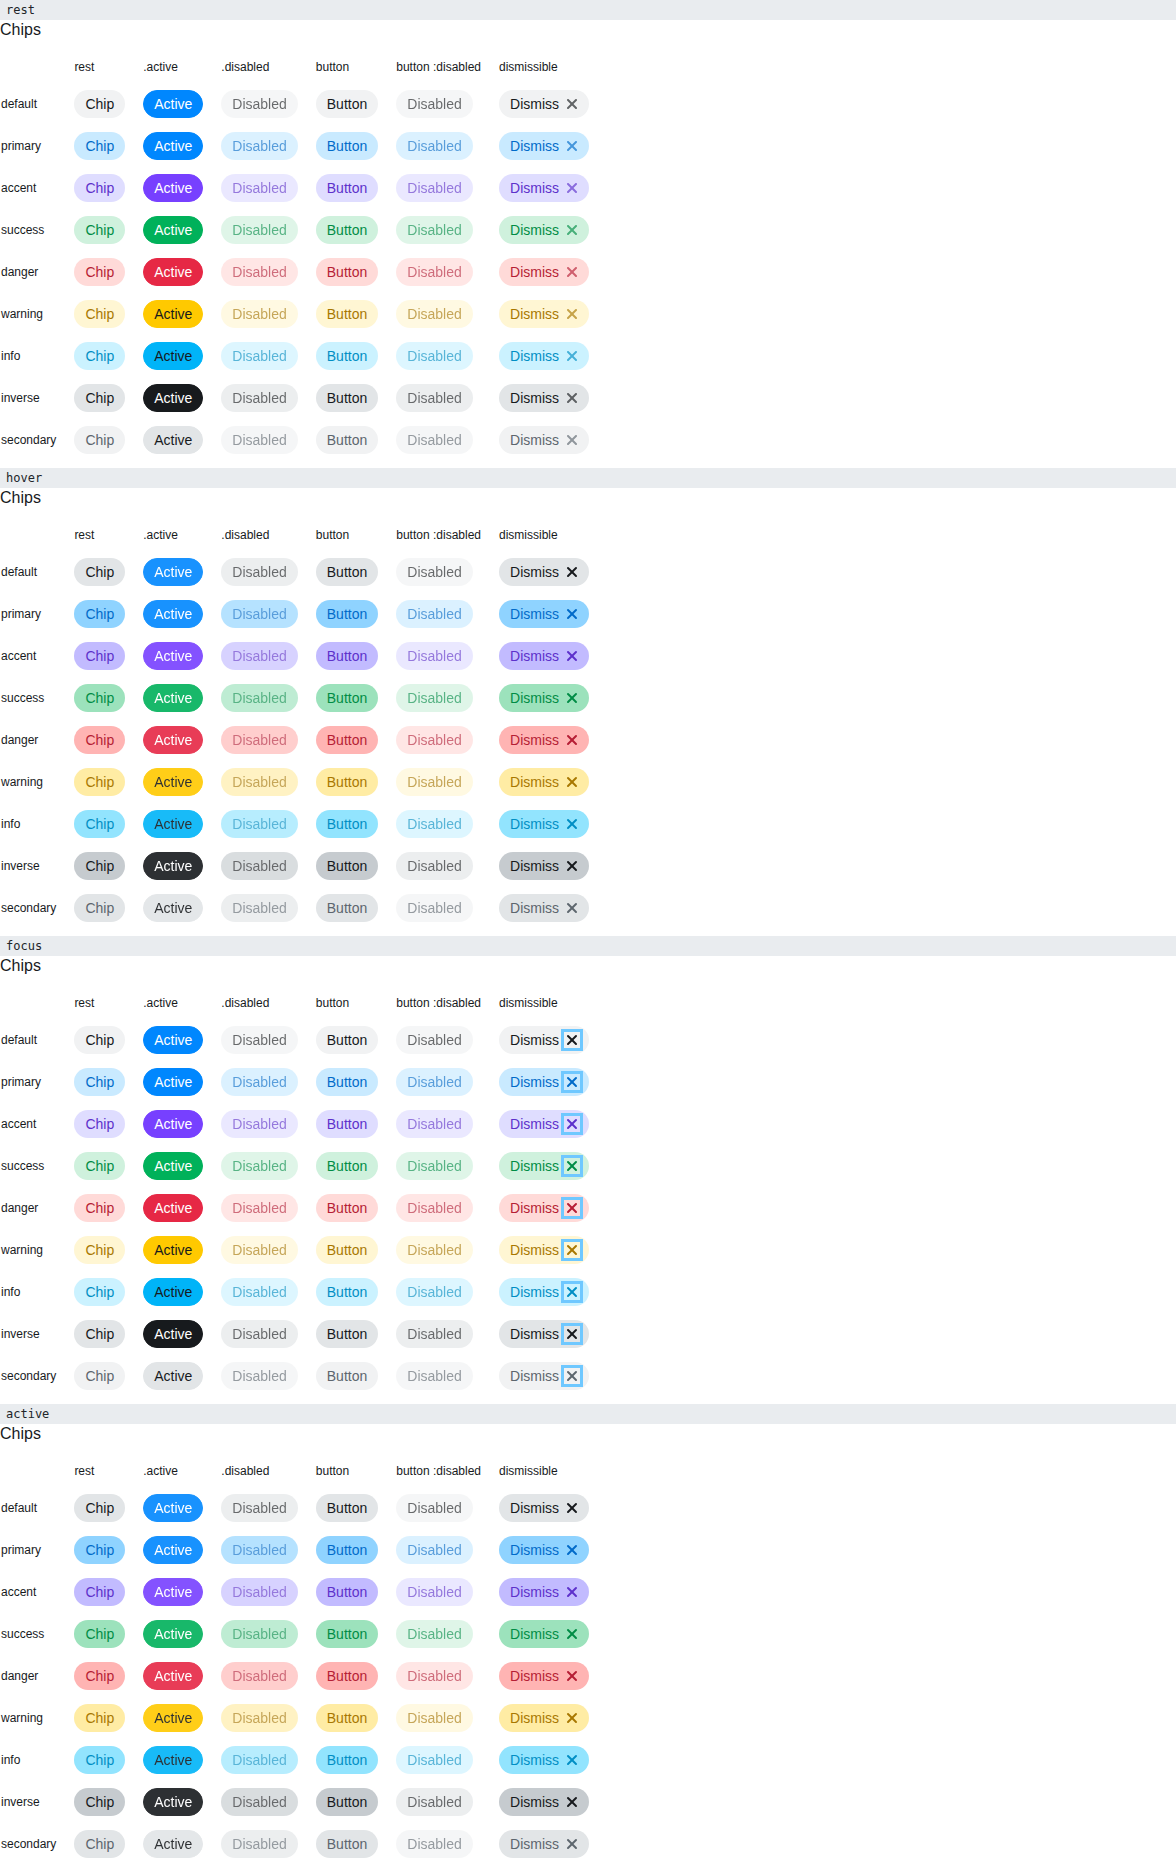 rest
Chips
rest .active .disabled button button :disabled dismissible
default Chip Active Disabled Button Disabled Dismiss
primary Chip Active Disabled Button Disabled Dismiss
accent Chip Active Disabled Button Disabled Dismiss
success Chip Active Disabled Button Disabled Dismiss
danger Chip Active Disabled Button Disabled Dismiss
warning Chip Active Disabled Button Disabled Dismiss
info Chip Active Disabled Button Disabled Dismiss
inverse Chip Active Disabled Button Disabled Dismiss
secondary Chip Active Disabled Button Disabled Dismiss
hover
Chips
rest .active .disabled button button :disabled dismissible
default Chip Active Disabled Button Disabled Dismiss
primary Chip Active Disabled Button Disabled Dismiss
accent Chip Active Disabled Button Disabled Dismiss
success Chip Active Disabled Button Disabled Dismiss
danger Chip Active Disabled Button Disabled Dismiss
warning Chip Active Disabled Button Disabled Dismiss
info Chip Active Disabled Button Disabled Dismiss
inverse Chip Active Disabled Button Disabled Dismiss
secondary Chip Active Disabled Button Disabled Dismiss
focus
Chips
rest .active .disabled button button :disabled dismissible
default Chip Active Disabled Button Disabled Dismiss
primary Chip Active Disabled Button Disabled Dismiss
accent Chip Active Disabled Button Disabled Dismiss
success Chip Active Disabled Button Disabled Dismiss
danger Chip Active Disabled Button Disabled Dismiss
warning Chip Active Disabled Button Disabled Dismiss
info Chip Active Disabled Button Disabled Dismiss
inverse Chip Active Disabled Button Disabled Dismiss
secondary Chip Active Disabled Button Disabled Dismiss
active
Chips
rest .active .disabled button button :disabled dismissible
default Chip Active Disabled Button Disabled Dismiss
primary Chip Active Disabled Button Disabled Dismiss
accent Chip Active Disabled Button Disabled Dismiss
success Chip Active Disabled Button Disabled Dismiss
danger Chip Active Disabled Button Disabled Dismiss
warning Chip Active Disabled Button Disabled Dismiss
info Chip Active Disabled Button Disabled Dismiss
inverse Chip Active Disabled Button Disabled Dismiss
secondary Chip Active Disabled Button Disabled Dismiss